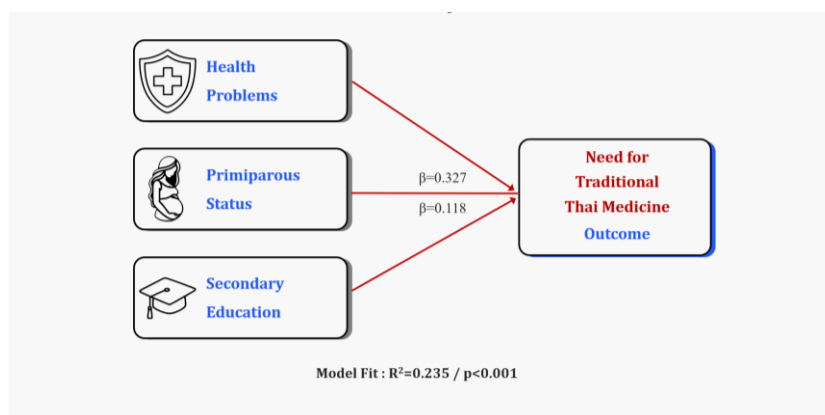 Health
Problems
Primiparous
Status
Secondary
Education
β=0.327
β=0.118
Need for
Traditional
Thai Medicine
Outcome
Model Fit : R²=0.235 / p<0.001